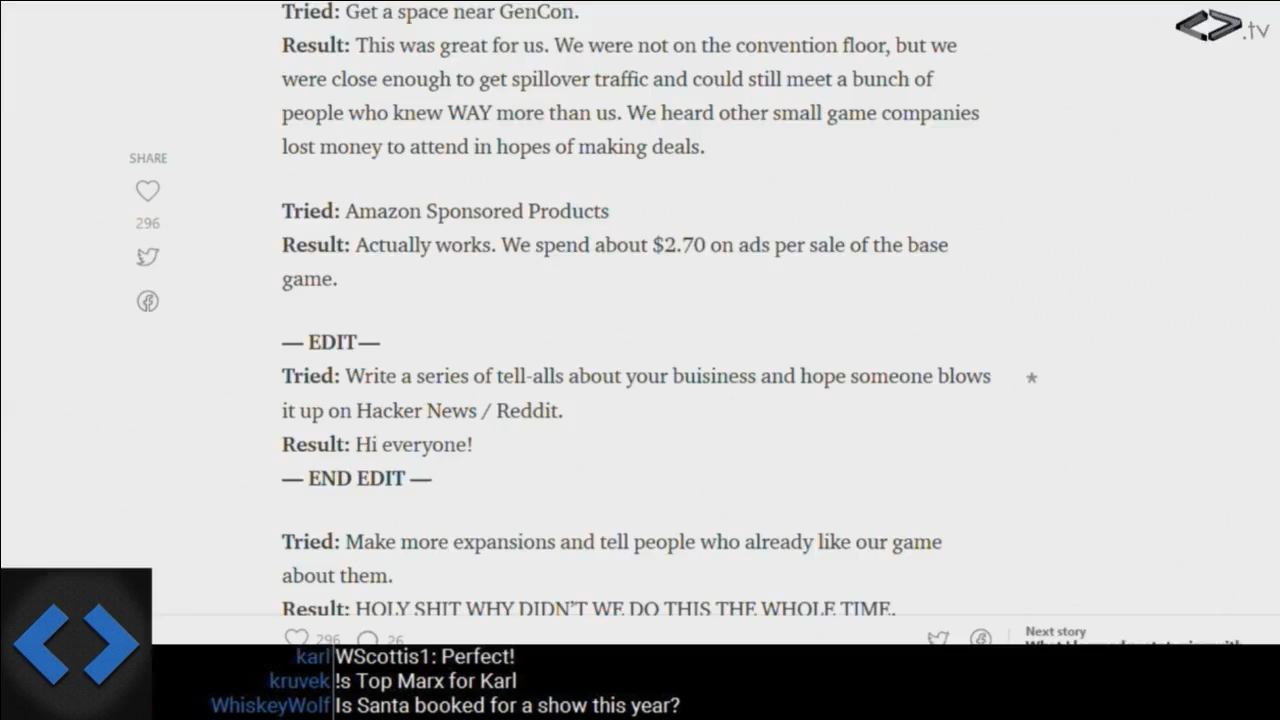 Tried: Get a space near GenCon.
.tv
Result: This was great for us. We were not on the convention floor, but we
were close enough to get spillover traffic and could still meet a bunch of
people who knew WAY more than us. We heard other small game companies
lost money to attend in hopes of making deals.
SHARE
296
Tried: Amazon Sponsored Products
Result: Actually works. We spend about $2.70 on ads per sale of the base
game.
— EDIT—
Tried: Write a series of tell-alls about your buisiness and hope someone blows
it up on Hacker News / Reddit.
Result: Hi everyone!
— END EDIT —
Tried: Make more expansions and tell people who already like our game
about them.
Result: HOLY SHIT WHY DIDN'T WE DO THIS THE WHOLE TIME.
296 26
Next story
karl WScottis1: Perfect!
kruvek !s Top Marx for Karl
WhiskeyWolf Is Santa booked for a show this year?